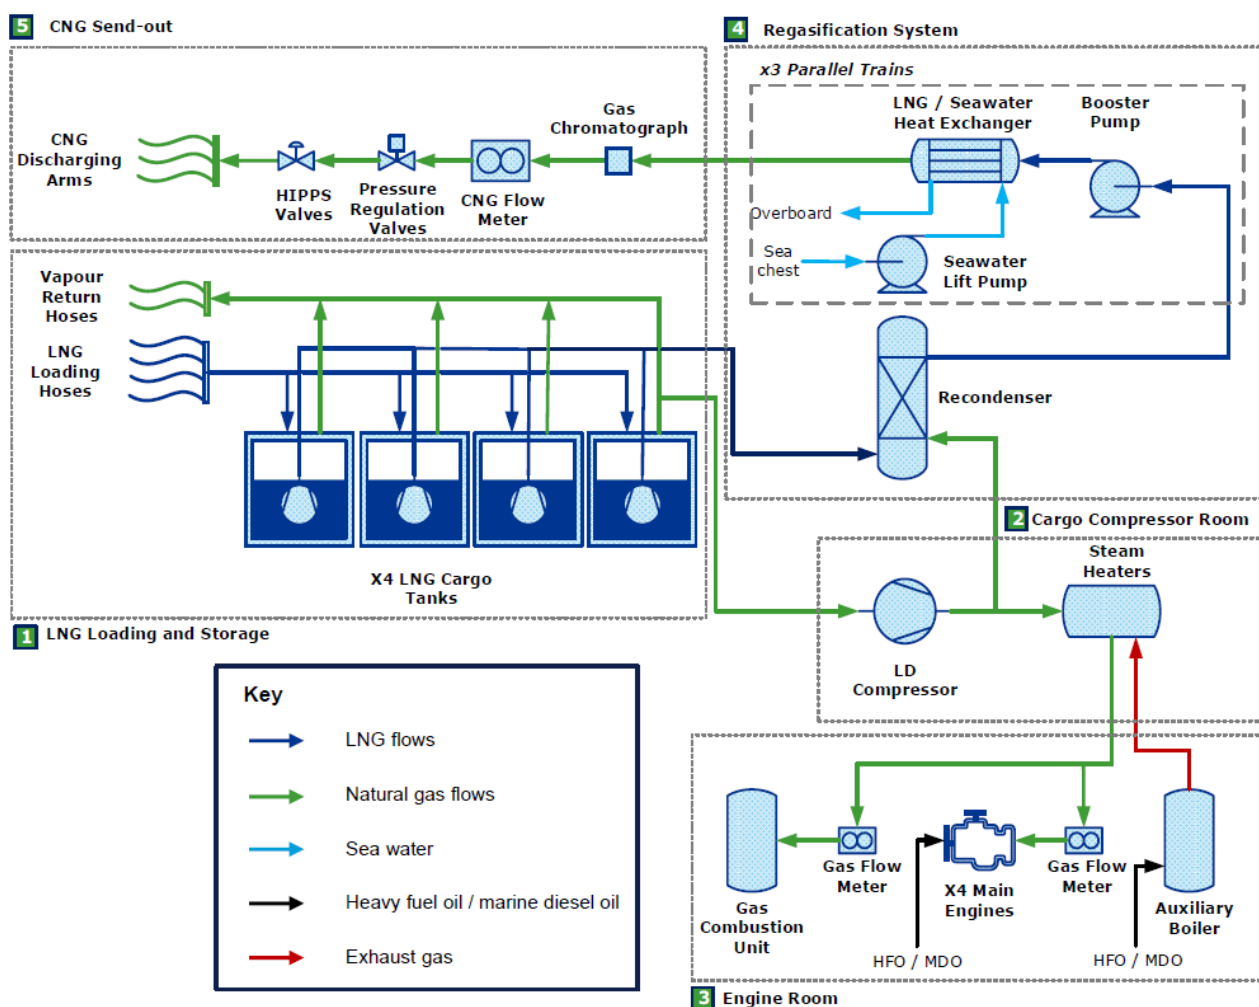 5 CNG Send-out
CNG
Discharging
Arms
HIPPS
Valves
Pressure
Regulation
Valves
CNG Flow
Meter
Gas
Chromatograph
4 Regasification System
x3 Parallel Trains
LNG / Seawater
Heat Exchanger
Booster
Pump
Overboard
Sea
chest
Seawater
Lift Pump
Recondenser
Vapour
Return
Hoses
LNG
Loading
Hoses
X4 LNG Cargo
Tanks
1 LNG Loading and Storage
2 Cargo Compressor Room
Steam
Heaters
LD
Compressor
Key
LNG flows
Natural gas flows
Sea water
Heavy fuel oil / marine diesel oil
Exhaust gas
Gas
Combustion
Unit
Gas Flow
Meter
X4 Main
Engines
Gas Flow
Meter
Auxiliary
Boiler
HFO / MDO
HFO / MDO
3 Engine Room